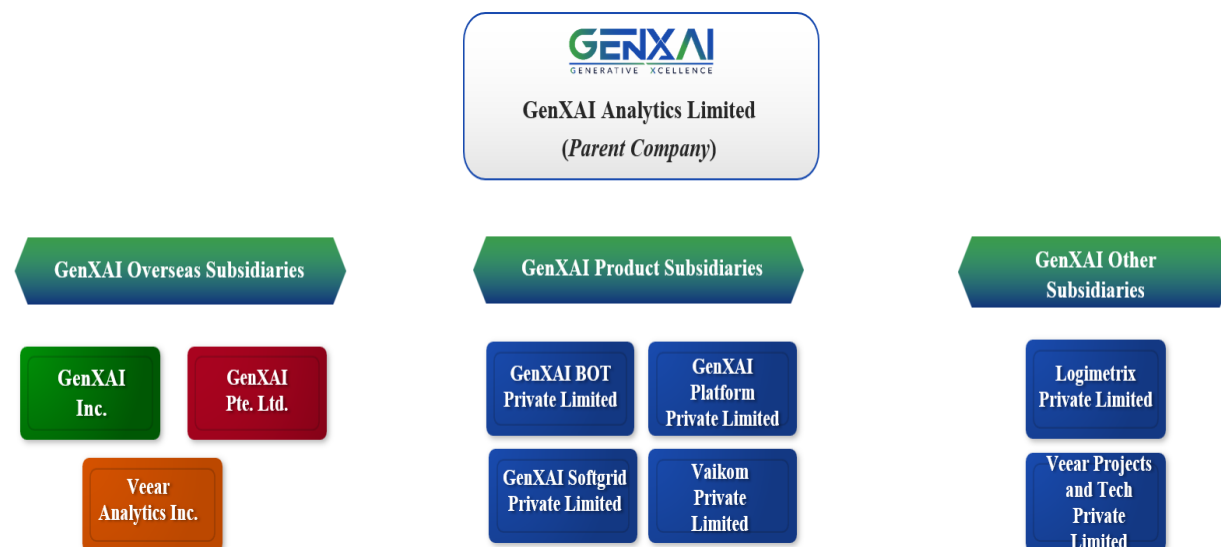 GENXAI
GENERATIVE XCELLENCE
GenXAI Analytics Limited
(Parent Company)
GenXAI Overseas Subsidiaries
GenXAI Product Subsidiaries
GenXAI Other
Subsidiaries
GenXAI
Inc.
GenXAI
Pte. Ltd.
Veear
Analytics Inc.
GenXAI BOT
Private Limited
GenXAI
Platform
Private Limited
GenXAI Softgrid
Private Limited
Vaikom
Private
Limited
Logimetrix
Private Limited
Veear Projects
and Tech
Private
Limited